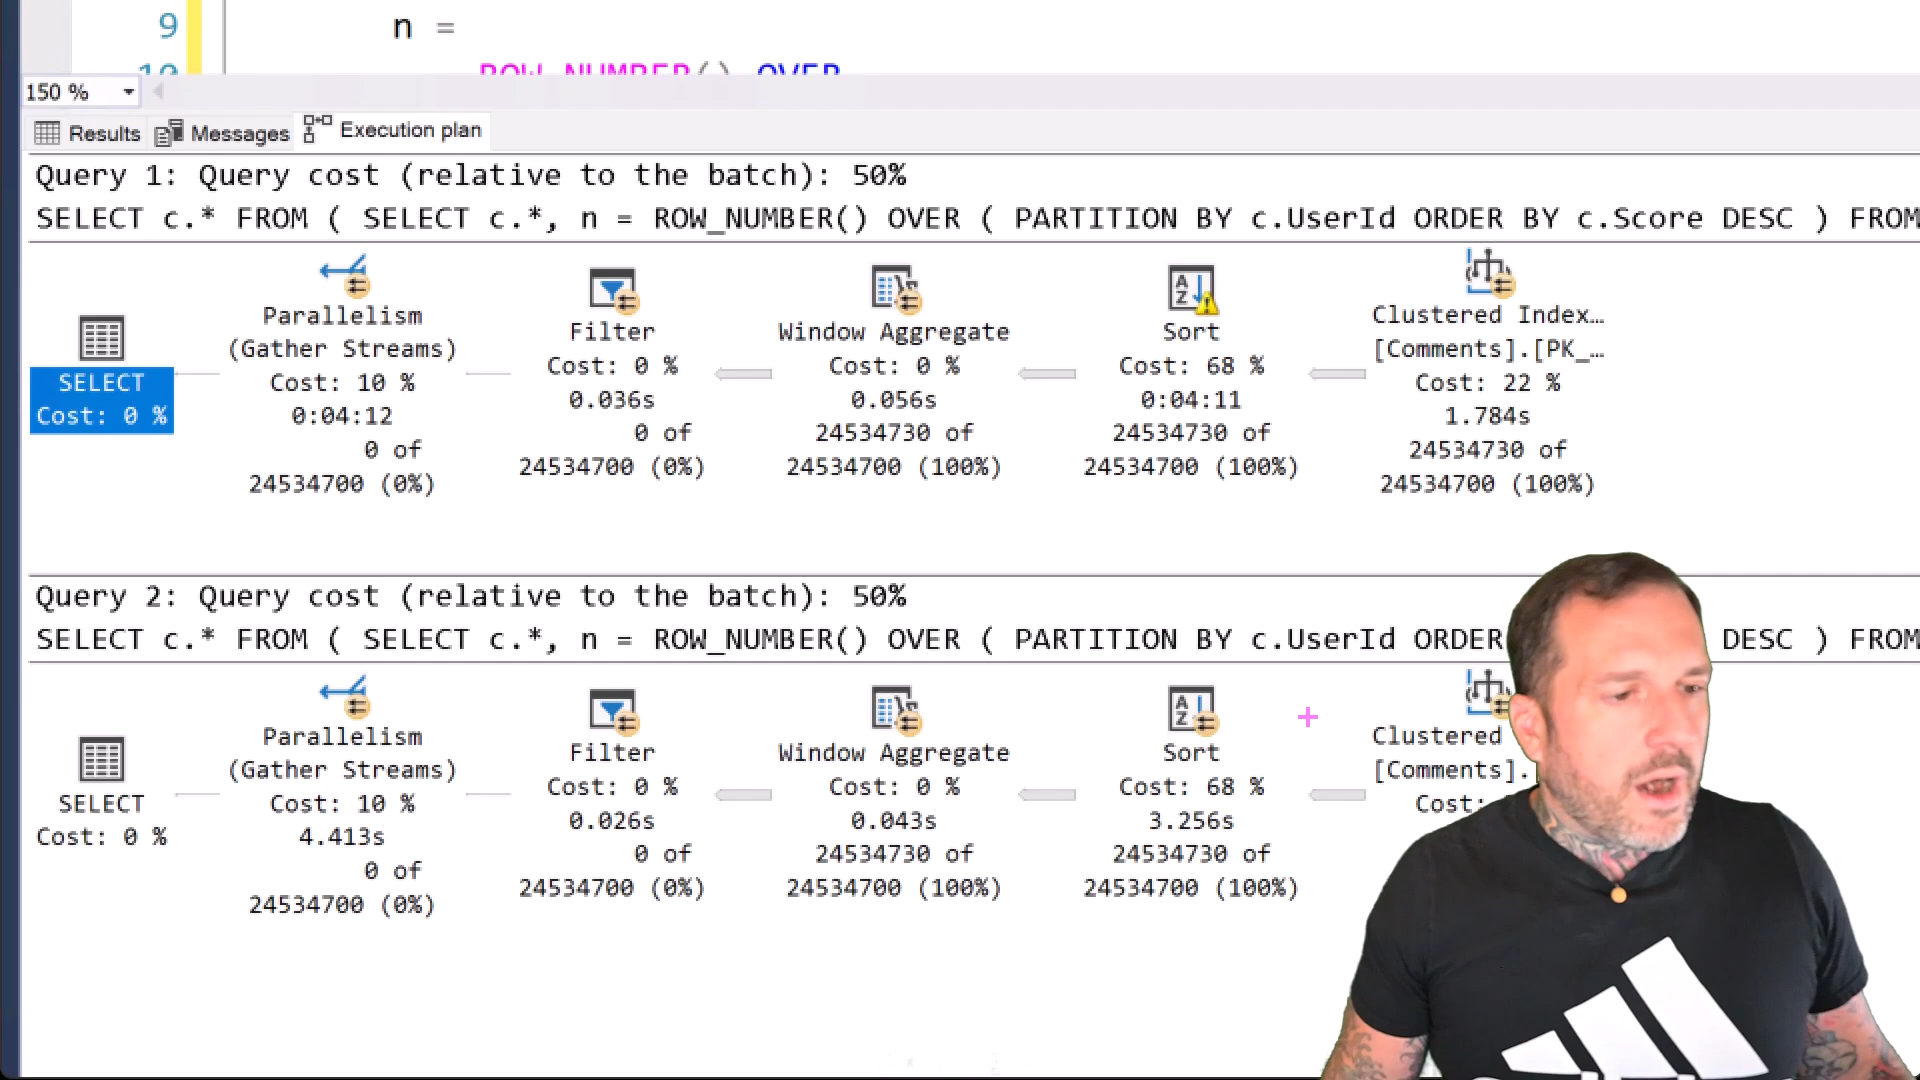 9
n =
10
ROW_NUMBER() OVER
150 %
Results
Messages
Execution plan
Query 1: Query cost (relative to the batch): 50%
SELECT c.* FROM ( SELECT c.*, n = ROW_NUMBER() OVER ( PARTITION BY c.UserId ORDER BY c.Score DESC ) FROM
SELECT
Cost: 0 %
Parallelism
(Gather Streams)
Cost: 10 %
0:04:12
0 of
24534700 (0%)
Filter
Cost: 0 %
0.036s
0 of
24534700 (0%)
Window Aggregate
Cost: 0 %
0.056s
24534730 of
24534700 (100%)
Sort
Cost: 68 %
0:04:11
24534730 of
24534700 (100%)
Clustered Index…
[Comments].[PK_…
Cost: 22 %
1.784s
24534730 of
24534700 (100%)
Query 2: Query cost (relative to the batch): 50%
SELECT c.* FROM ( SELECT c.*, n = ROW_NUMBER() OVER ( PARTITION BY c.UserId ORDER DESC ) FROM
SELECT
Cost: 0 %
Parallelism
(Gather Streams)
Cost: 10 %
4.413s
0 of
24534700 (0%)
Filter
Cost: 0 %
0.026s
0 of
24534700 (0%)
Window Aggregate
Cost: 0 %
0.043s
24534730 of
24534700 (100%)
Sort
Cost: 68 %
3.256s
24534730 of
24534700 (100%)
Clustered
[Comments].
Cost: